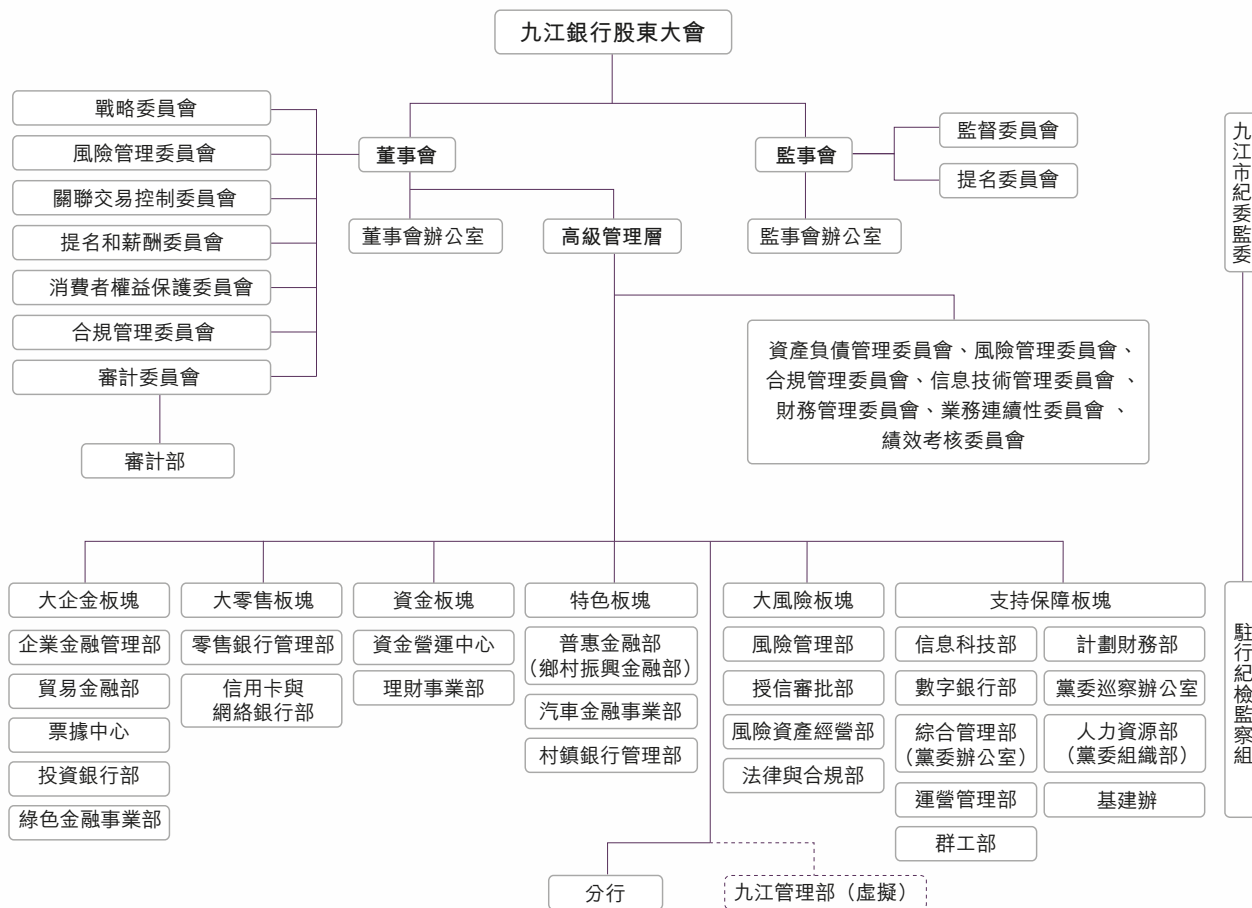 九江銀行股東大會
戰略委員會
風險管理委員會
關聯交易控制委員會
提名和薪酬委員會
消費者權益保護委員會
合規管理委員會
審計委員會
審計部
董事會
董事會辦公室
高級管理層
監事會
監事會辦公室
監督委員會
提名委員會
資產負債管理委員會、風險管理委員會、
合規管理委員會、信息技術管理委員會 、
財務管理委員會、業務連續性委員會 、
績效考核委員會
大企金板塊
企業金融管理部
貿易金融部
票據中心
投資銀行部
綠色金融事業部
大零售板塊
零售銀行管理部
信用卡與
網絡銀行部
資金板塊
資金營運中心
理財事業部
特色板塊
普惠金融部
（鄉村振興金融部）
汽車金融事業部
村鎮銀行管理部
大風險板塊
風險管理部
授信審批部
風險資產經營部
法律與合規部
支持保障板塊
信息科技部
數字銀行部
綜合管理部
（黨委辦公室）
運營管理部
群工部
計劃財務部
黨委巡察辦公室
人力資源部
（黨委組織部）
基建辦
分行
九江管理部（虛擬）
九江市紀委監委
駐行紀檢監察組